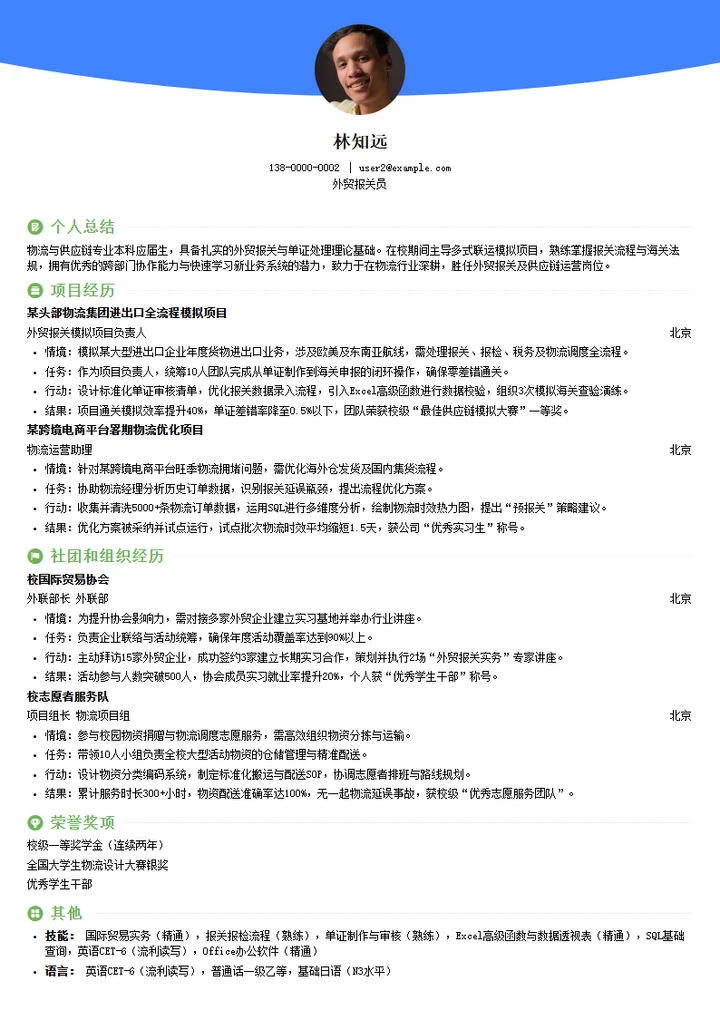 林知远
138-0000-0002 | user2@example.com
外贸报关员
个人总结
物流与供应链专业本科应届生，具备扎实的外贸报关与单证处理理论基础。在校期间主导多式联运模拟项目，熟练掌握报关流程与海关法
规，拥有优秀的跨部门协作能力与快速学习新业务系统的潜力，致力于在物流行业深耕，胜任外贸报关及供应链运营岗位。
项目经历
某头部物流集团进出口全流程模拟项目
外贸报关模拟项目负责人 北京
• 情境：模拟某大型进出口企业年度货物进出口业务，涉及欧美及东南亚航线，需处理报关、报检、税务及物流调度全流程。
• 任务：作为项目负责人，统筹10人团队完成从单证制作到海关申报的闭环操作，确保零差错通关。
• 行动：设计标准化单证审核清单，优化报关数据录入流程，引入Excel高级函数进行数据校验，组织3次模拟海关查验演练。
• 结果：项目通关模拟效率提升40%，单证差错率降至0.5%以下，团队荣获校级“最佳供应链模拟大赛”一等奖。
某跨境电商平台暑期物流优化项目
物流运营助理 北京
• 情境：针对某跨境电商平台旺季物流拥堵问题，需优化海外仓发货及国内集货流程。
• 任务：协助物流经理分析历史订单数据，识别报关延误瓶颈，提出流程优化方案。
• 行动：收集并清洗5000+条物流订单数据，运用SQL进行多维度分析，绘制物流时效热力图，提出“预报关”策略建议。
• 结果：优化方案被采纳并试点运行，试点批次物流时效平均缩短1.5天，获公司“优秀实习生”称号。
社团和组织经历
校国际贸易协会
外联部长 外联部 北京
• 情境：为提升协会影响力，需对接多家外贸企业建立实习基地并举办行业讲座。
• 任务：负责企业联络与活动统筹，确保年度活动覆盖率达到90%以上。
• 行动：主动拜访15家外贸企业，成功签约3家建立长期实习合作，策划并执行2场“外贸报关实务”专家讲座。
• 结果：活动参与人数突破500人，协会成员实习就业率提升20%，个人获“优秀学生干部”称号。
校志愿者服务队
项目组长 物流项目组 北京
• 情境：参与校园物资捐赠与物流调度志愿服务，需高效组织物资分拣与运输。
• 任务：带领10人小组负责全校大型活动物资的仓储管理与精准配送。
• 行动：设计物资分类编码系统，制定标准化搬运与配送SOP，协调志愿者排班与路线规划。
• 结果：累计服务时长300+小时，物资配送准确率达100%，无一起物流延误事故，获校级“优秀志愿服务团队”。
荣誉奖项
校级一等奖学金（连续两年）
全国大学生物流设计大赛银奖
优秀学生干部
其他
• 技能： 国际贸易实务（精通），报关报检流程（熟练），单证制作与审核（熟练），Excel高级函数与数据透视表（精通），SQL基础
查询，英语CET-6（流利读写），Office办公软件（精通）
• 语言： 英语CET-6（流利读写），普通话一级乙等，基础日语（N3水平）